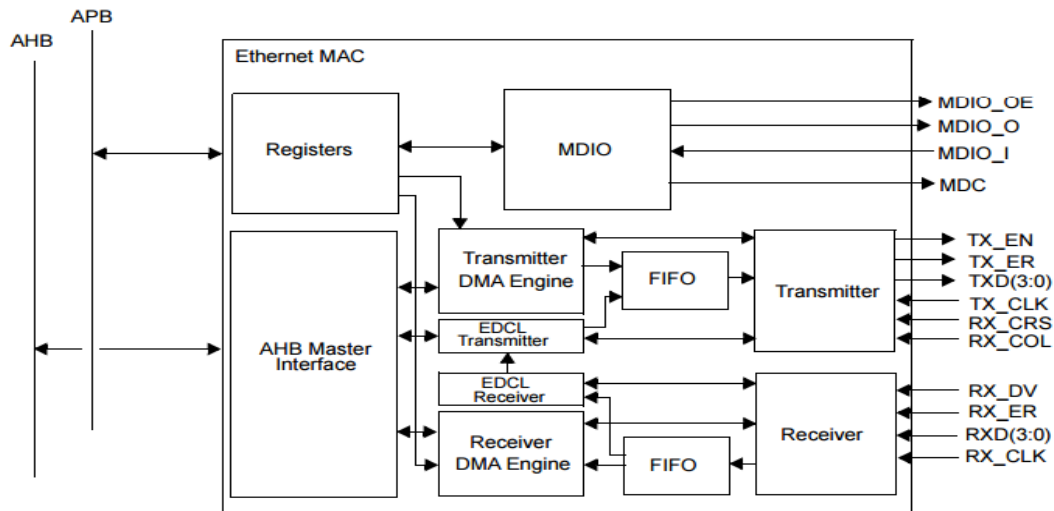 APB
AHB
Ethernet MAC
Registers
MDIO
MDIO_OE
MDIO_O
MDIO_I
MDC
AHB Master
Interface
Transmitter
DMA Engine
EDCL
Transmitter
EDCL
Receiver
Receiver
DMA Engine
FIFO
FIFO
Transmitter
Receiver
TX_EN
TX_ER
TXD(3:0)
TX_CLK
RX_CRS
RX_COL
RX_DV
RX_ER
RXD(3:0)
RX_CLK